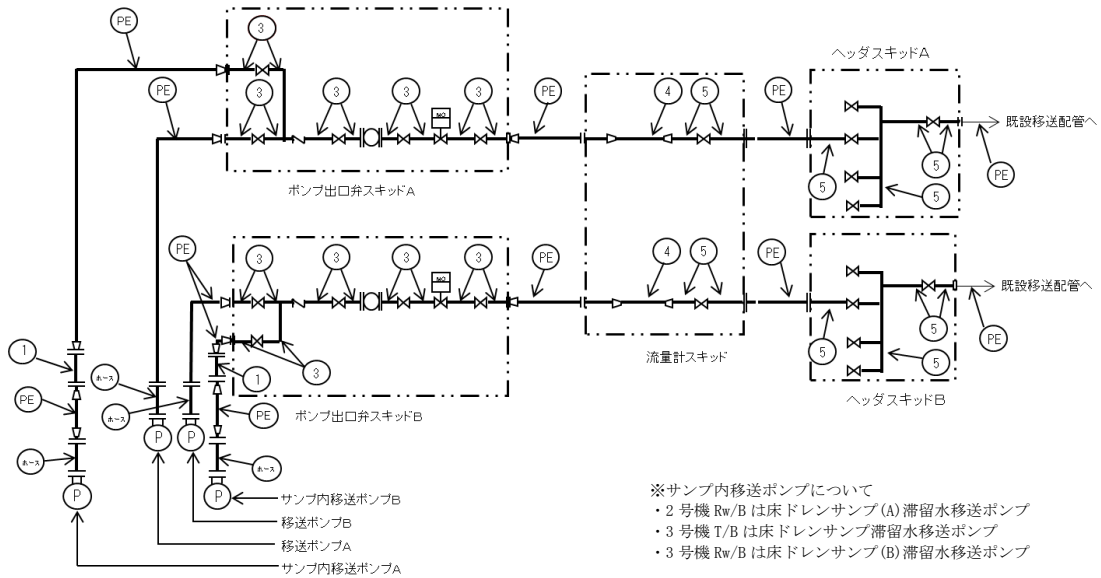 PE
3
ヘッダスキッドA
PE
3
3
3
3
PE
4
5
PE
MO
既設移送配管へ
5
5
5
PE
ポンプ出口弁スキッドA
PE
3
3
3
3
PE
4
5
PE
MO
既設移送配管へ
5
5
5
PE
3
1
1
流量計スキッド
ヘッダスキッドB
ホース
PE
ホース
PE
ポンプ出口弁スキッドB
P
P
ホース
ホース
P
P
サンプ内移送ポンプB
移送ポンプB
移送ポンプA
サンプ内移送ポンプA
※サンプ内移送ポンプについて
・2 号機 Rw/B は床ドレンサンプ(A)滞留水移送ポンプ
・3 号機 T/B は床ドレンサンプ滞留水移送ポンプ
・3 号機 Rw/B は床ドレンサンプ(B)滞留水移送ポンプ